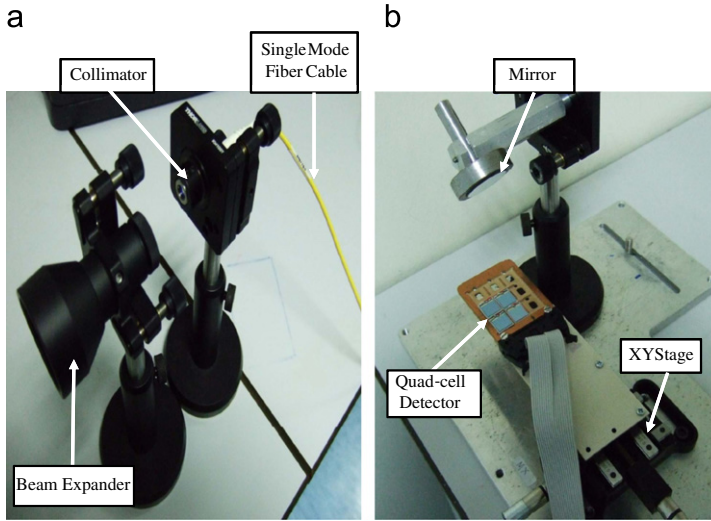 a
b
Single Mode
Fiber Cable
Collimator
Mirror
XYStage
Quad-cell
Detector
Beam Expander